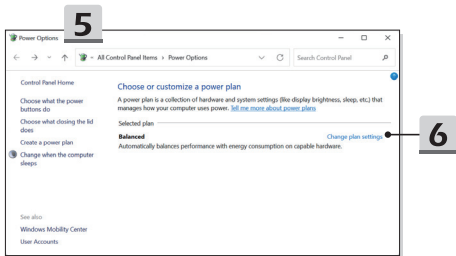 5
Power Options
All Control Panel Items › Power Options
Search Control Panel
Control Panel Home
Choose what the power
buttons do
Choose what closing the lid
does
Create a power plan
Change when the computer
sleeps
See also
Windows Mobility Center
User Accounts
Choose or customize a power plan
A power plan is a collection of hardware and system settings (like display brightness, sleep, etc.) that
manages how your computer uses power. Tell me more about power plans
Selected plan
Balanced
Change plan settings
Automatically balances performance with energy consumption on capable hardware.
6